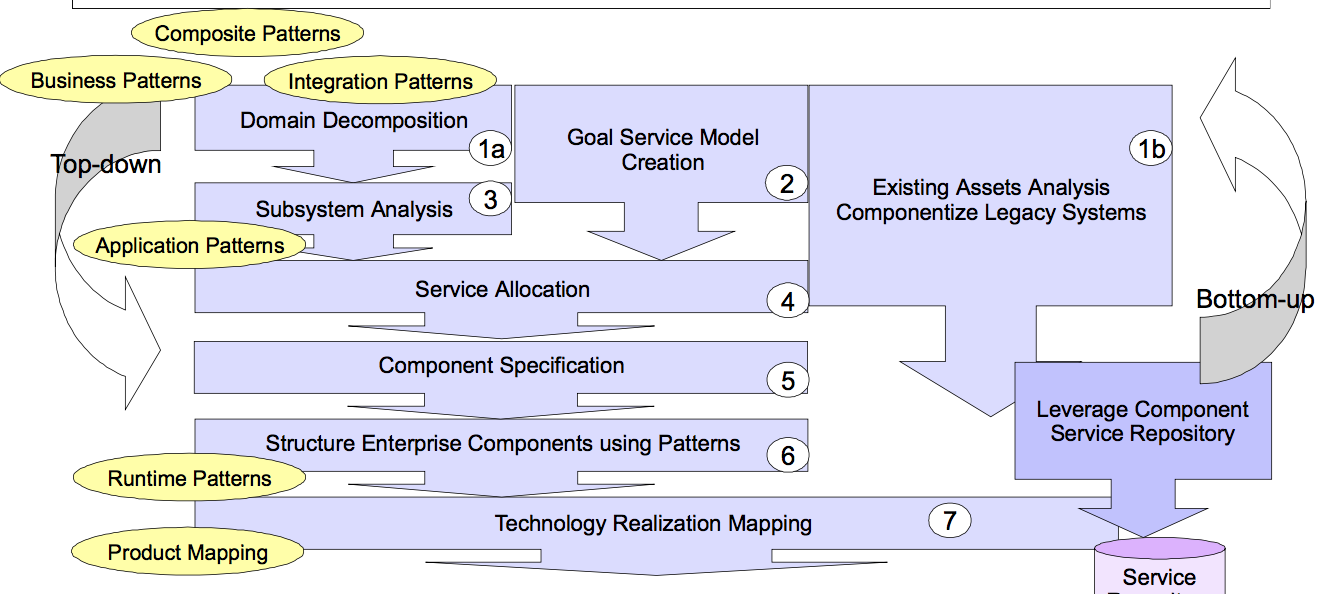 Composite Patterns
Business Patterns
Integration Patterns
Domain Decomposition
1a
Goal Service Model
Creation
2
1b
Existing Assets Analysis
Componentize Legacy Systems
Top-down
Subsystem Analysis
3
Application Patterns
Service Allocation
4
Bottom-up
Component Specification
5
Leverage Component
Service Repository
Structure Enterprise Components using Patterns
6
Runtime Patterns
Technology Realization Mapping
7
Product Mapping
Service